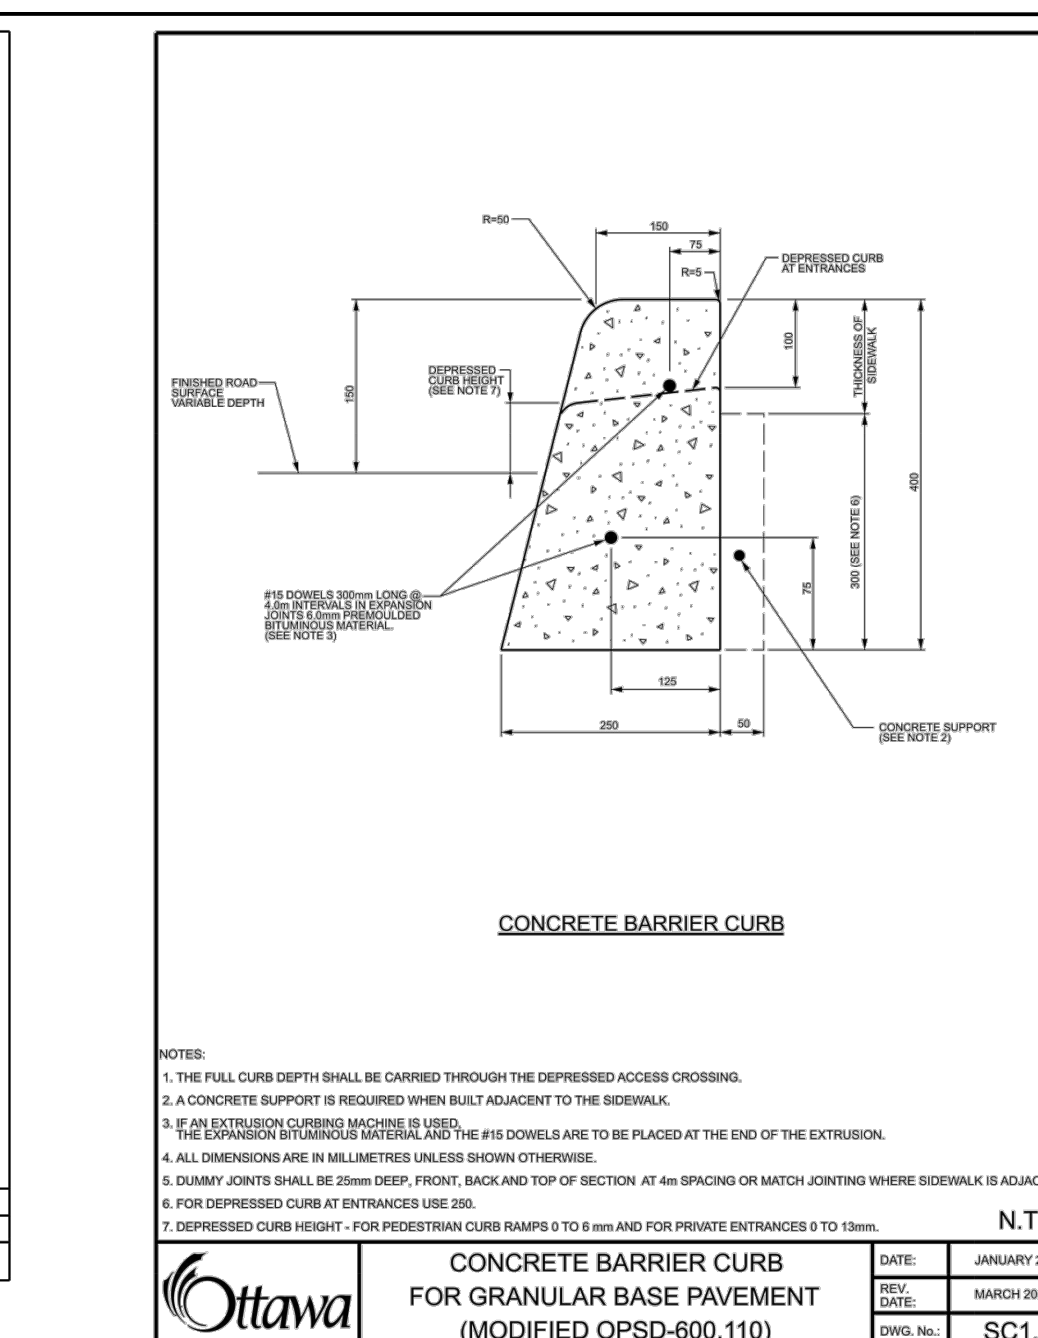 R=50
150
75
R=5
DEPRESSED CURB
AT ENTRANCES
100
THICKNESS OF
SIDEWALK
DEPRESSED
CURB HEIGHT
(SEE NOTE 7)
FINISHED ROAD
SURFACE
VARIABLE DEPTH
150
400
300 (SEE NOTE 6)
75
#15 DOWELS 300mm LONG @
4.0m INTERVALS IN EXPANSION
JOINTS 6.0mm PREMOULDED
BITUMINOUS MATERIAL.
(SEE NOTE 3)
125
250
50
CONCRETE SUPPORT
(SEE NOTE 2)
CONCRETE BARRIER CURB
NOTES:
1. THE FULL CURB DEPTH SHALL BE CARRIED THROUGH THE DEPRESSED ACCESS CROSSING.
2. A CONCRETE SUPPORT IS REQUIRED WHEN BUILT ADJACENT TO THE SIDEWALK.
3. IF AN EXTRUSION CURBING MACHINE IS USED,
THE EXPANSION BITUMINOUS MATERIAL AND THE #15 DOWELS ARE TO BE PLACED AT THE END OF THE EXTRUSION.
4. ALL DIMENSIONS ARE IN MILLIMETRES UNLESS SHOWN OTHERWISE.
5. DUMMY JOINTS SHALL BE 25mm DEEP, FRONT, BACK AND TOP OF SECTION AT 4m SPACING OR MATCH JOINTING WHERE SIDEWALK IS ADJAC
6. FOR DEPRESSED CURB AT ENTRANCES USE 250.
7. DEPRESSED CURB HEIGHT - FOR PEDESTRIAN CURB RAMPS 0 TO 6 mm AND FOR PRIVATE ENTRANCES 0 TO 13mm.
N.T
Ottawa
CONCRETE BARRIER CURB
FOR GRANULAR BASE PAVEMENT
(MODIFIED OPSD-600.110)
DATE:
JANUARY 2
REV.
DATE:
MARCH 20
DWG. No.:
SC1.